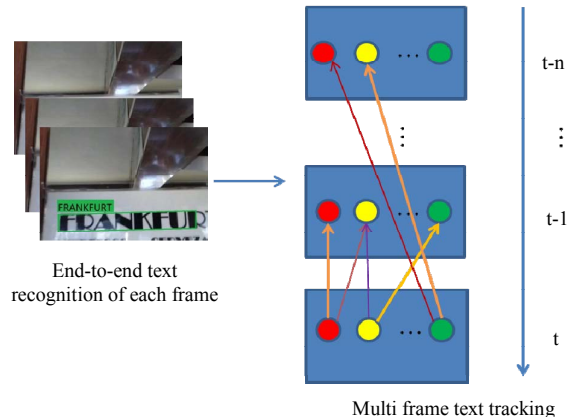 FRANKFURT
FRANKFURT
End-to-end text
recognition of each frame
t-n
t-1
t
Multi frame text tracking